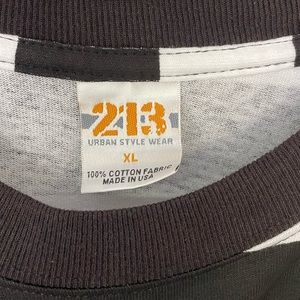 213
URBAN STYLE WEAR
XL
100% COTTON FABRIC
MADE IN USA